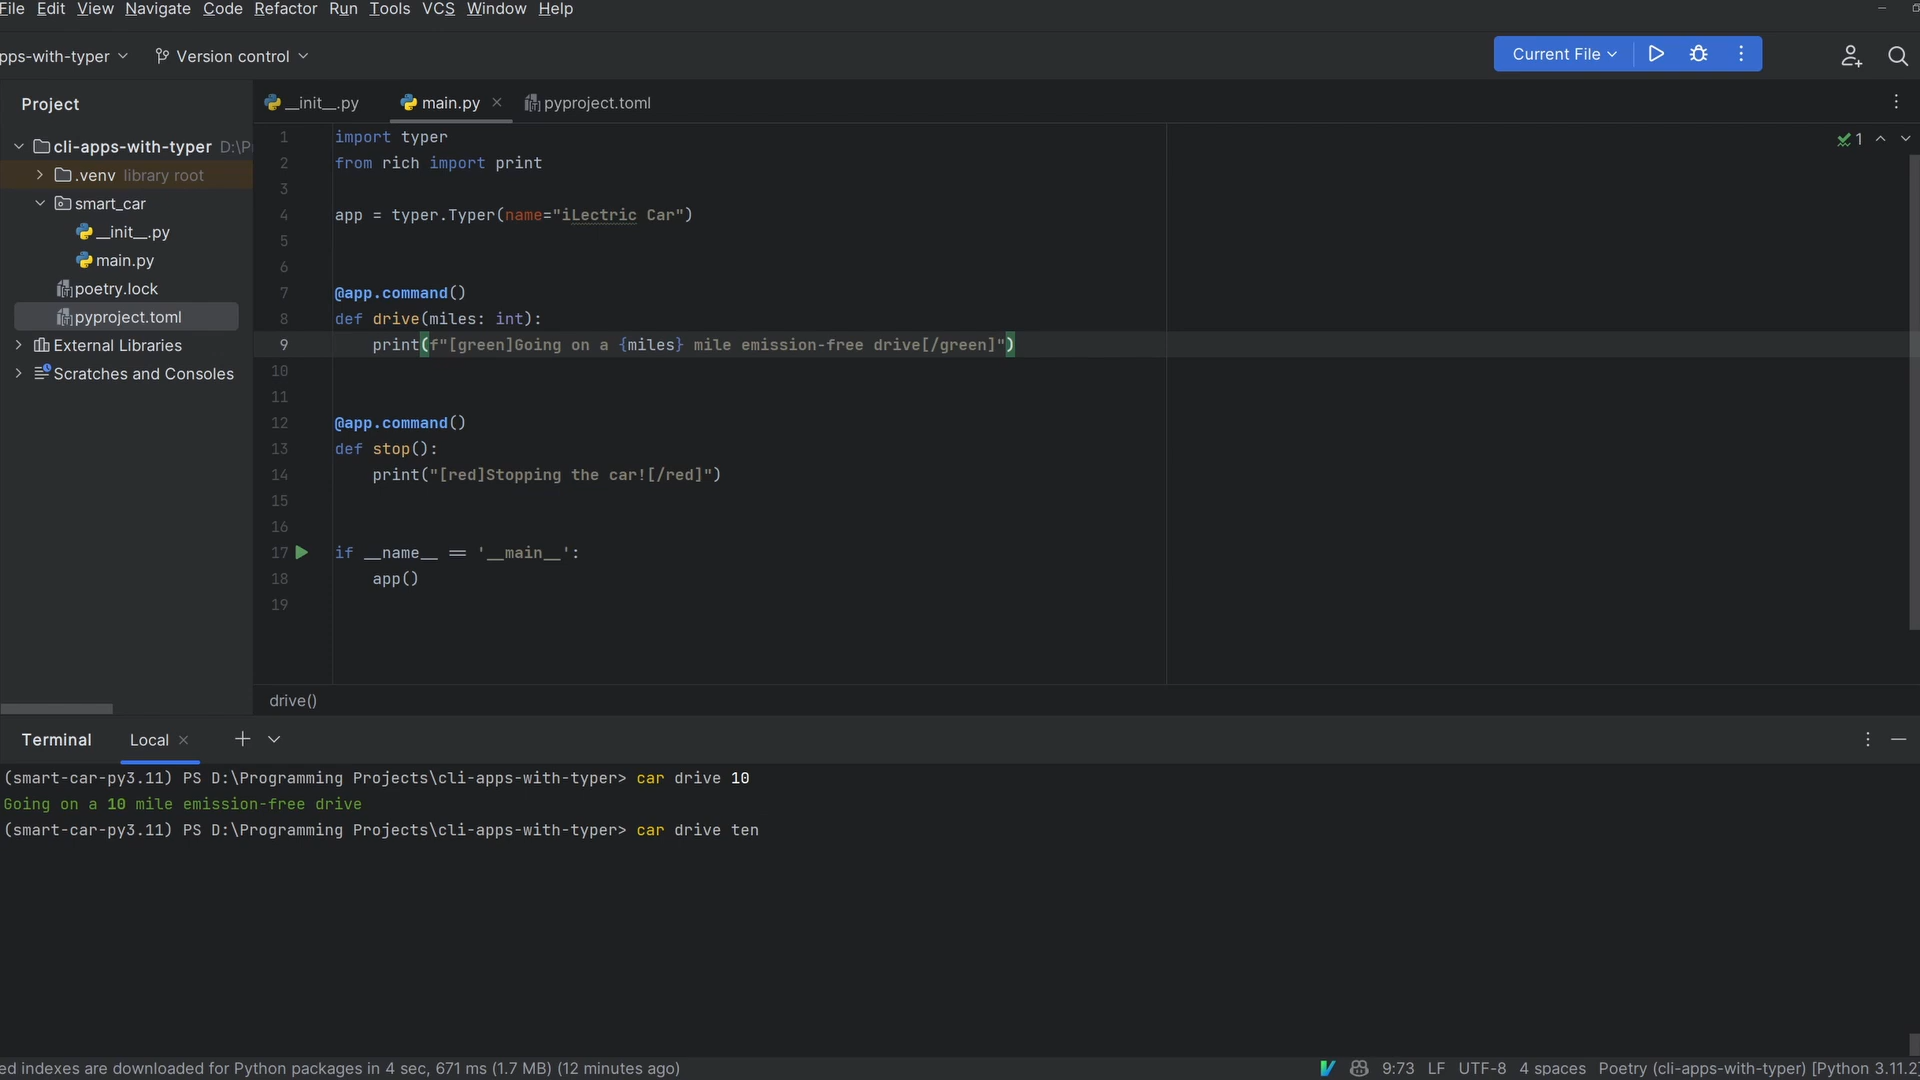 File Edit View Navigate Code Refactor Run Tools VCS Window Help
pps-with-typer Version control Current File
Project
__init__.py main.py pyproject.toml
cli-apps-with-typer D:\P
.venv library root
smart_car
__init__.py
main.py
poetry.lock
pyproject.toml
External Libraries
Scratches and Consoles
1 import typer
2 from rich import print
3
4 app = typer.Typer(name="iLectric Car")
5
6
7 @app.command()
8 def drive(miles: int):
9 print(f"[green]Going on a {miles} mile emission-free drive[/green]")
10
11
12 @app.command()
13 def stop():
14 print("[red]Stopping the car![/red]")
15
16
17 if __name__ == '__main__':
18 app()
19
1
drive()
Terminal Local
(smart-car-py3.11) PS D:\Programming Projects\cli-apps-with-typer> car drive 10
Going on a 10 mile emission-free drive
(smart-car-py3.11) PS D:\Programming Projects\cli-apps-with-typer> car drive ten
ed indexes are downloaded for Python packages in 4 sec, 671 ms (1.7 MB) (12 minutes ago) 9:73 LF UTF-8 4 spaces Poetry (cli-apps-with-typer) [Python 3.11.2